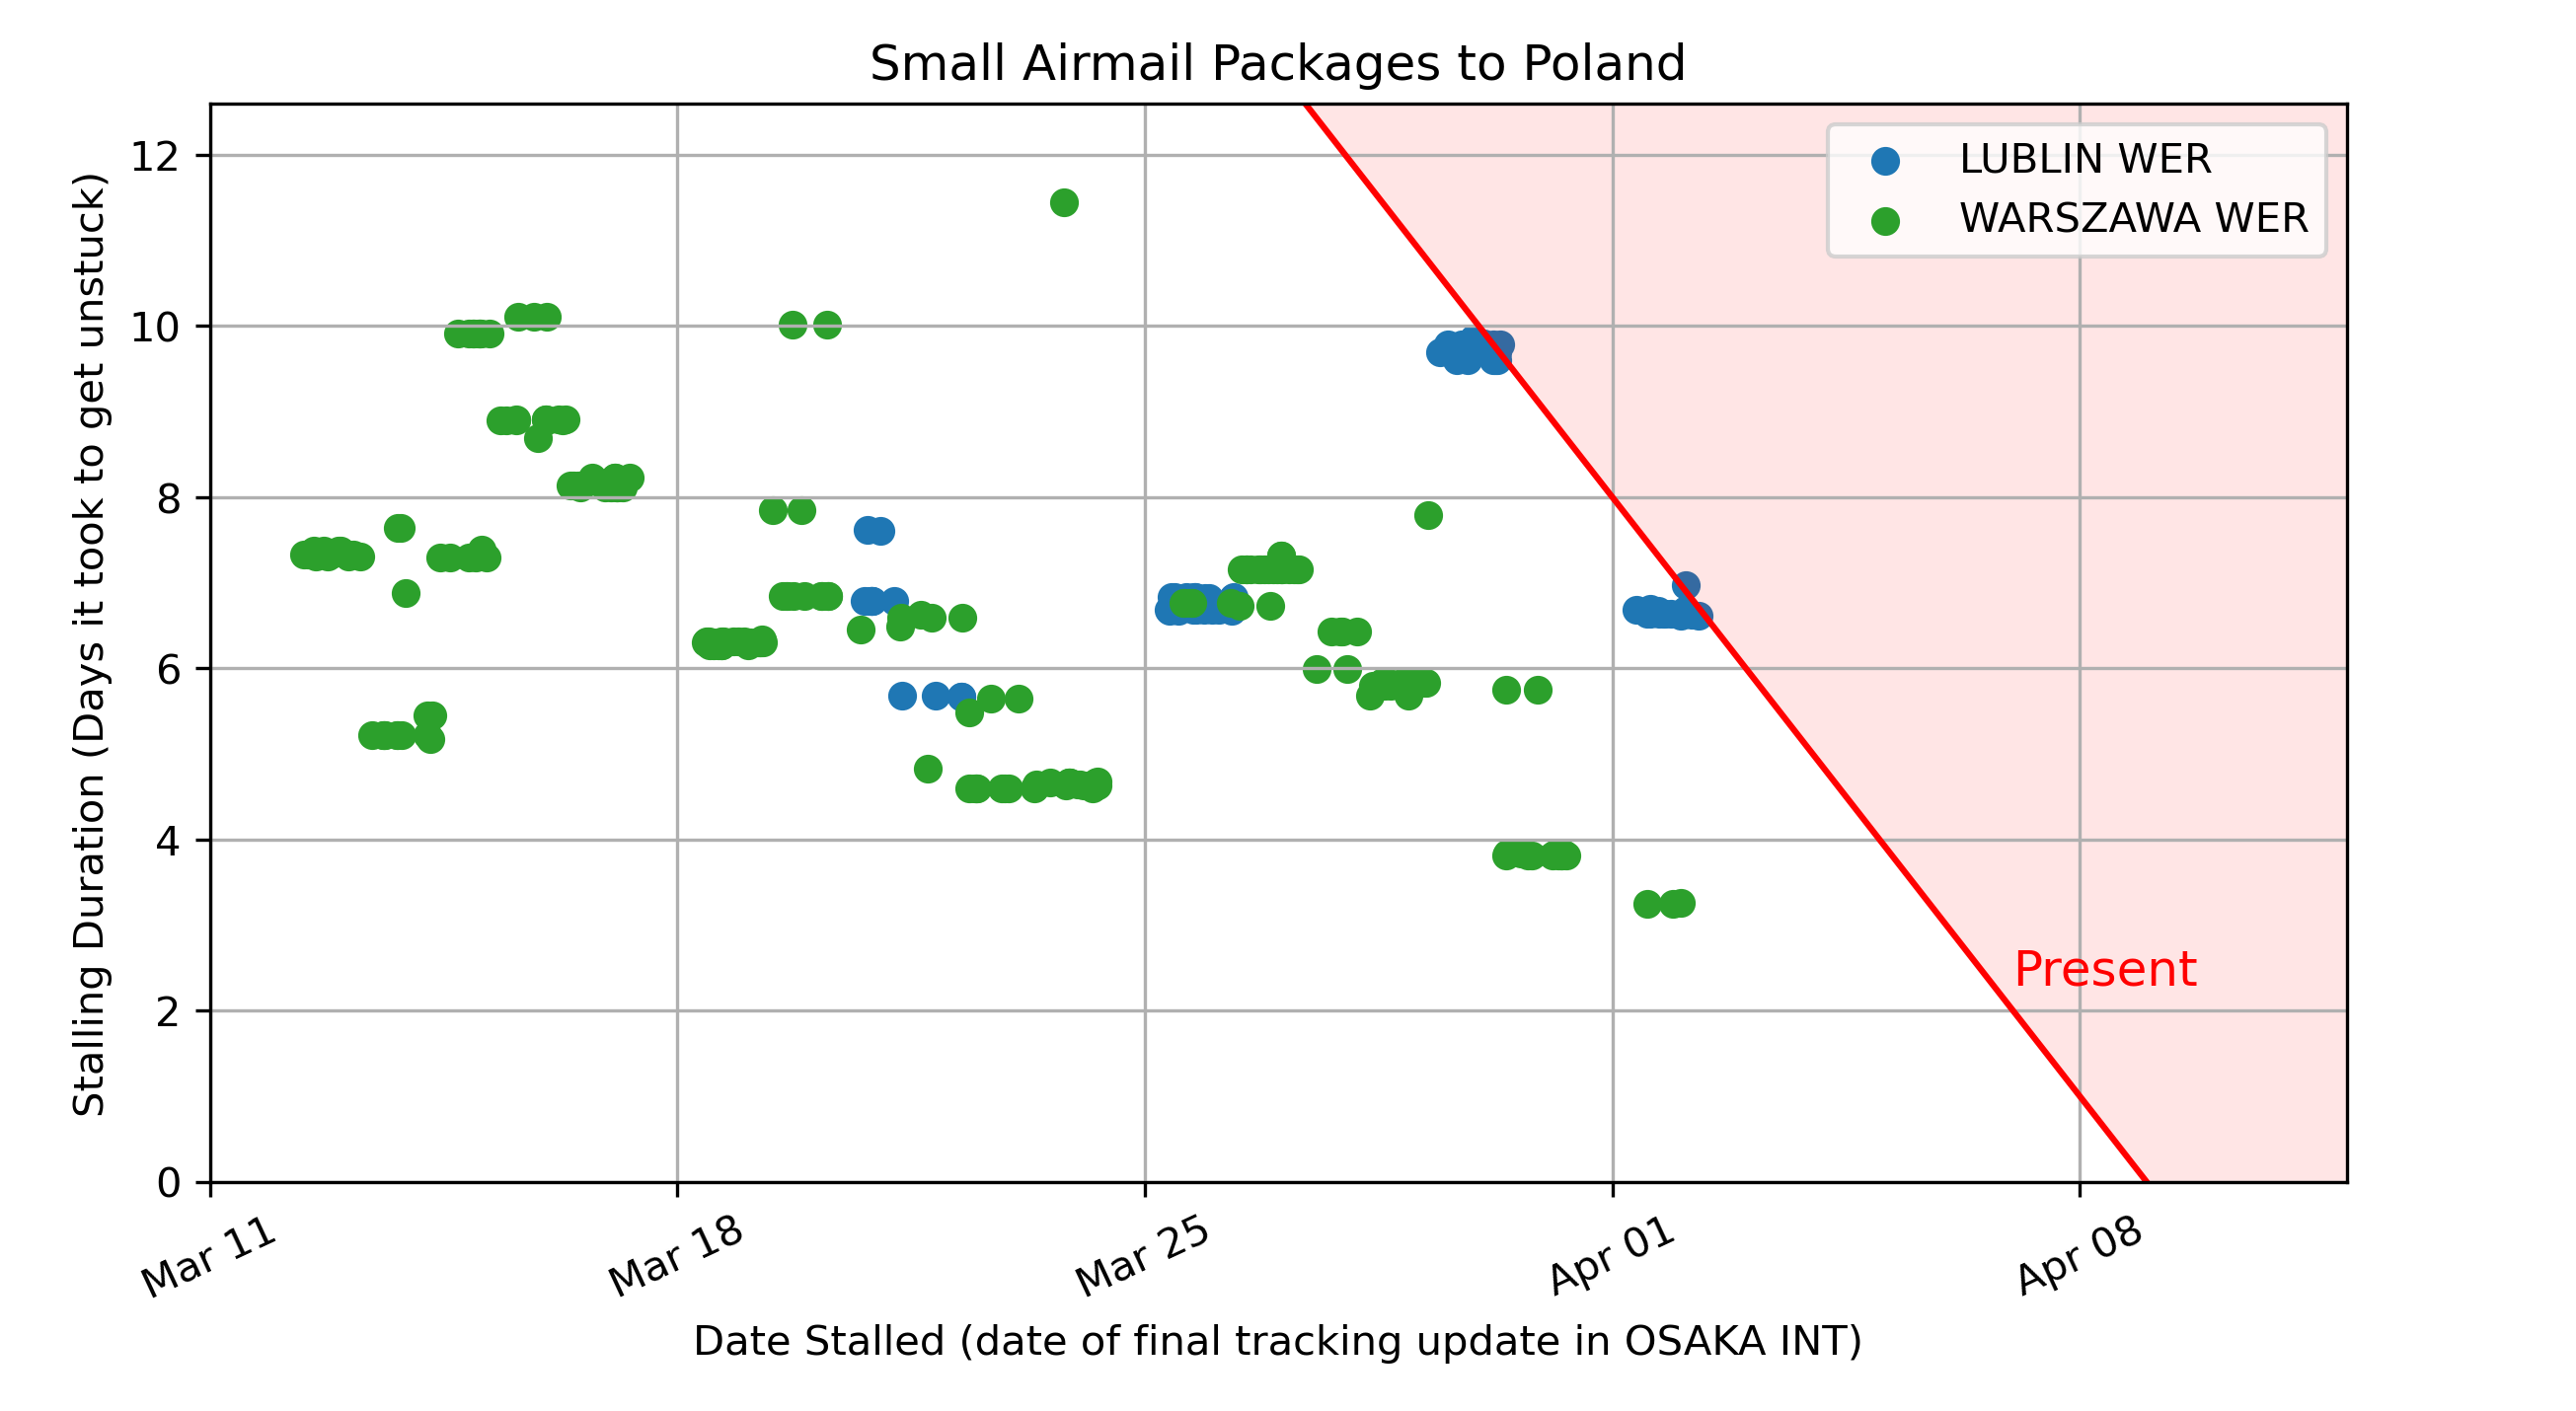 Small Airmail Packages to Poland
Stalling Duration (Days it took to get unstuck)
12
10
8
6
4
2
0
LUBLIN WER
WARSZAWA WER
Present
Mar 11
Mar 18
Mar 25
Apr 01
Apr 08
Date Stalled (date of final tracking update in OSAKA INT)